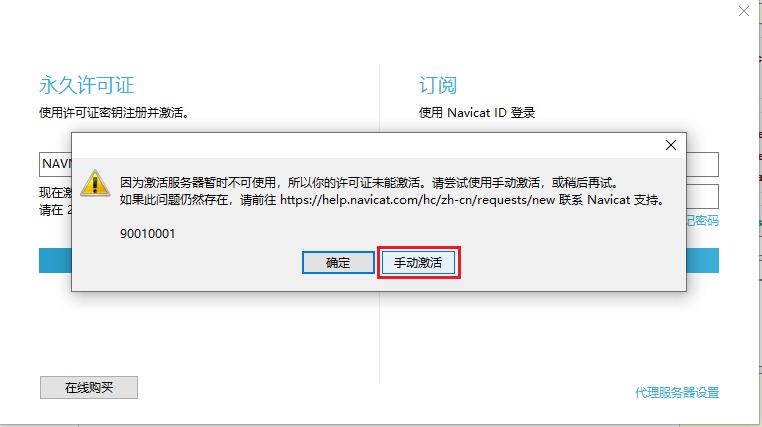 永久许可证
使用许可证密钥注册并激活。
订阅
使用 Navicat ID 登录
NAV
现在激
请在 2
因为激活服务器暂时不可使用，所以你的许可证未能激活。请尝试使用手动激活，或稍后再试。
如果此问题仍然存在，请前往 https://help.navicat.com/hc/zh-cn/requests/new 联系 Navicat 支持。
90010001
确定
手动激活
记密码
在线购买
代理服务器设置